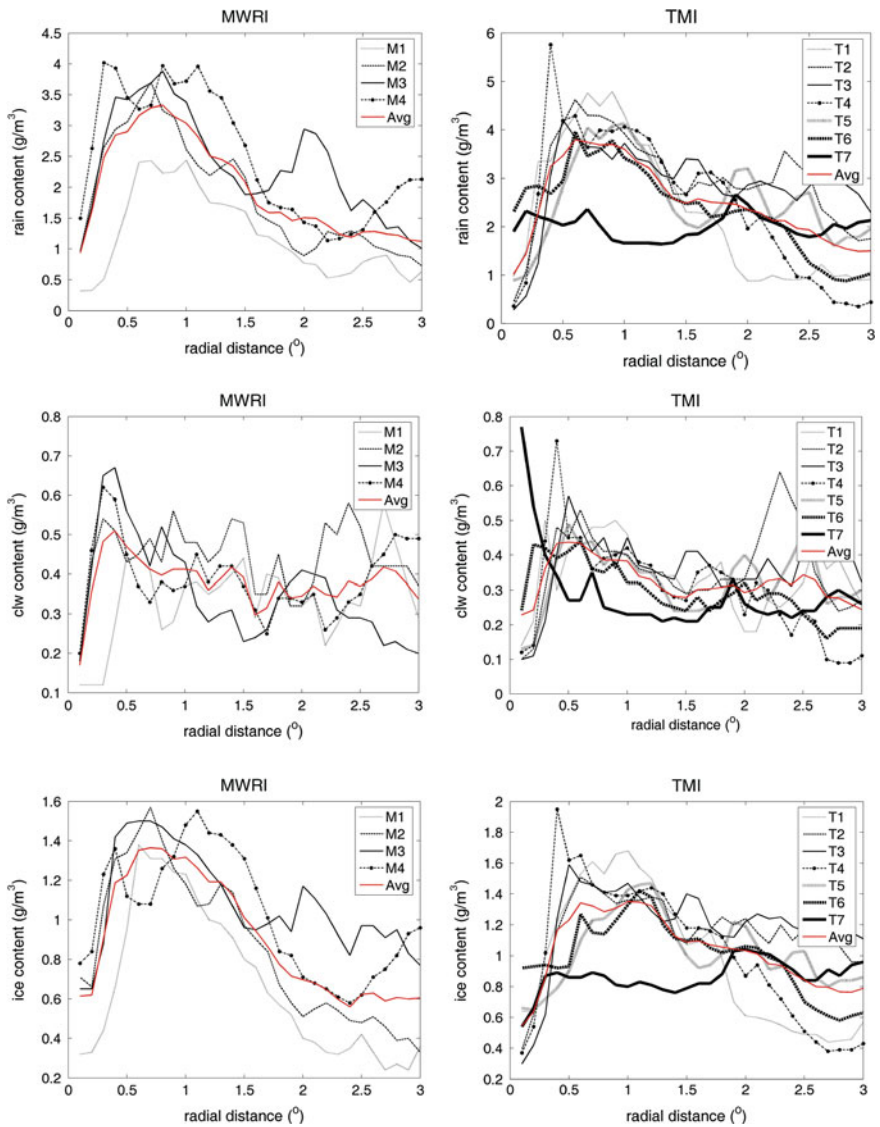 MWRI
rain content (g/m³)
4.5
4
3.5
3
2.5
2
1.5
1
0.5
0
0 0.5 1 1.5 2 2.5 3
radial distance (°)
M1
M2
M3
M4
Avg
TMI
rain content (g/m³)
6
5
4
3
2
1
0
0 0.5 1 1.5 2 2.5 3
radial distance (°)
T1
T2
T3
T4
T5
T6
T7
Avg
MWRI
clw content (g/m³)
0.8
0.7
0.6
0.5
0.4
0.3
0.2
0.1
0 0.5 1 1.5 2 2.5 3
radial distance (°)
M1
M2
M3
M4
Avg
TMI
clw content (g/m³)
0.8
0.7
0.6
0.5
0.4
0.3
0.2
0.1
0
0 0.5 1 1.5 2 2.5 3
radial distance (°)
T1
T2
T3
T4
T5
T6
T7
Avg
MWRI
ice content (g/m³)
1.6
1.4
1.2
1
0.8
0.6
0.4
0.2
0 0.5 1 1.5 2 2.5 3
radial distance (°)
M1
M2
M3
M4
Avg
TMI
ice content (g/m³)
2
1.8
1.6
1.4
1.2
1
0.8
0.6
0.4
0.2
0 0.5 1 1.5 2 2.5 3
radial distance (°)
T1
T2
T3
T4
T5
T6
T7
Avg